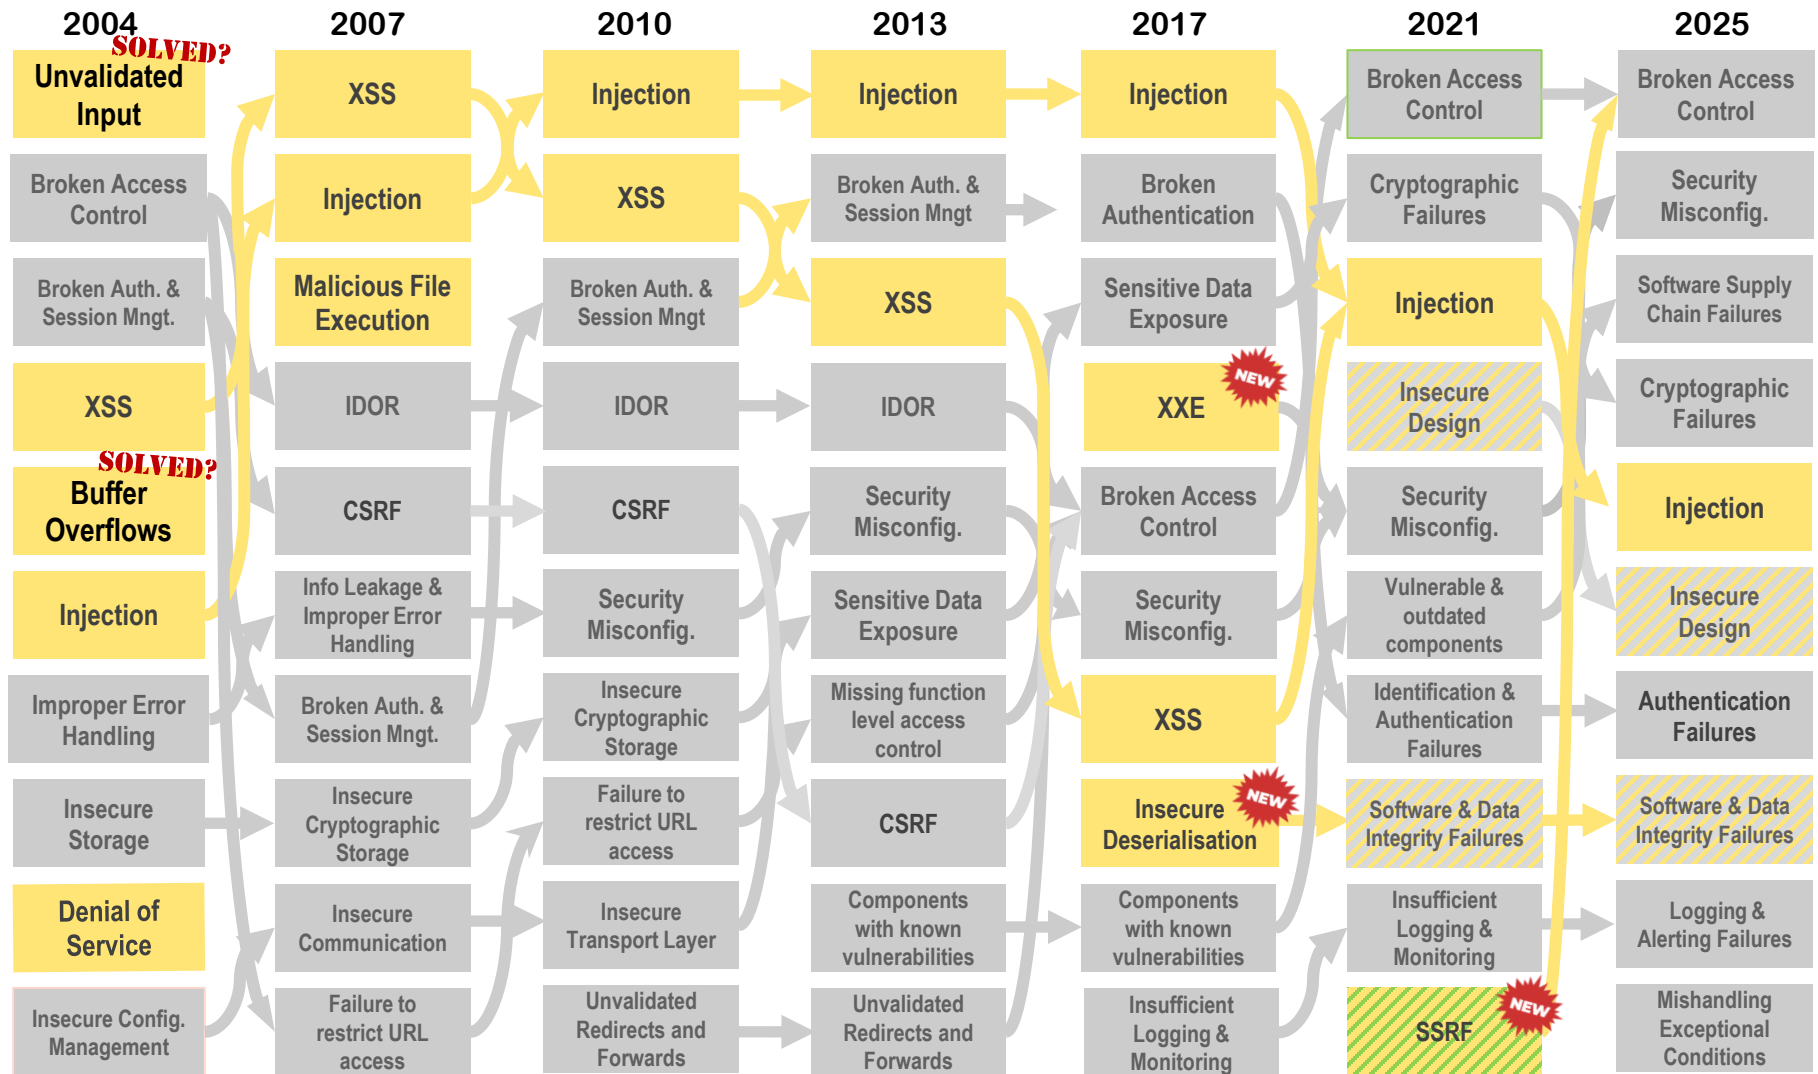 2004
2007
2010
2013
2017
2021
2025
SOLVED?
Unvalidated
Input
Broken Access
Control
Broken Auth. &
Session Mngt.
XSS
SOLVED?
Buffer
Overflows
Injection
Improper Error
Handling
Insecure
Storage
Denial of
Service
Insecure Config.
Management
XSS
Injection
Malicious File
Execution
IDOR
CSRF
Info Leakage &
Improper Error
Handling
Broken Auth. &
Session Mngt.
Insecure
Cryptographic
Storage
Insecure
Communication
Failure to
restrict URL
access
Injection
XSS
Broken Auth. &
Session Mngt
IDOR
CSRF
Security
Misconfig.
Insecure
Cryptographic
Storage
Failure to
restrict URL
access
Insecure
Transport Layer
Unvalidated
Redirects and
Forwards
Injection
Broken Auth. &
Session Mngt
XSS
IDOR
Security
Misconfig.
Sensitive Data
Exposure
Missing function
level access
control
CSRF
Components
with known
vulnerabilities
Unvalidated
Redirects and
Forwards
Injection
Broken
Authentication
Sensitive Data
Exposure
NEW
XXE
Broken Access
Control
Security
Misconfig.
XSS
NEW
Insecure
Deserialisation
Components
with known
vulnerabilities
Insufficient
Logging &
Monitoring
Broken Access
Control
Cryptographic
Failures
Injection
Insecure
Design
Security
Misconfig.
Vulnerable &
outdated
components
Identification &
Authentication
Failures
Software & Data
Integrity Failures
Insufficient
Logging &
Monitoring
NEW
SSRF
Broken Access
Control
Security
Misconfig.
Software Supply
Chain Failures
Cryptographic
Failures
Injection
Insecure
Design
Authentication
Failures
Software & Data
Integrity Failures
Logging &
Alerting Failures
Mishandling
Exceptional
Conditions